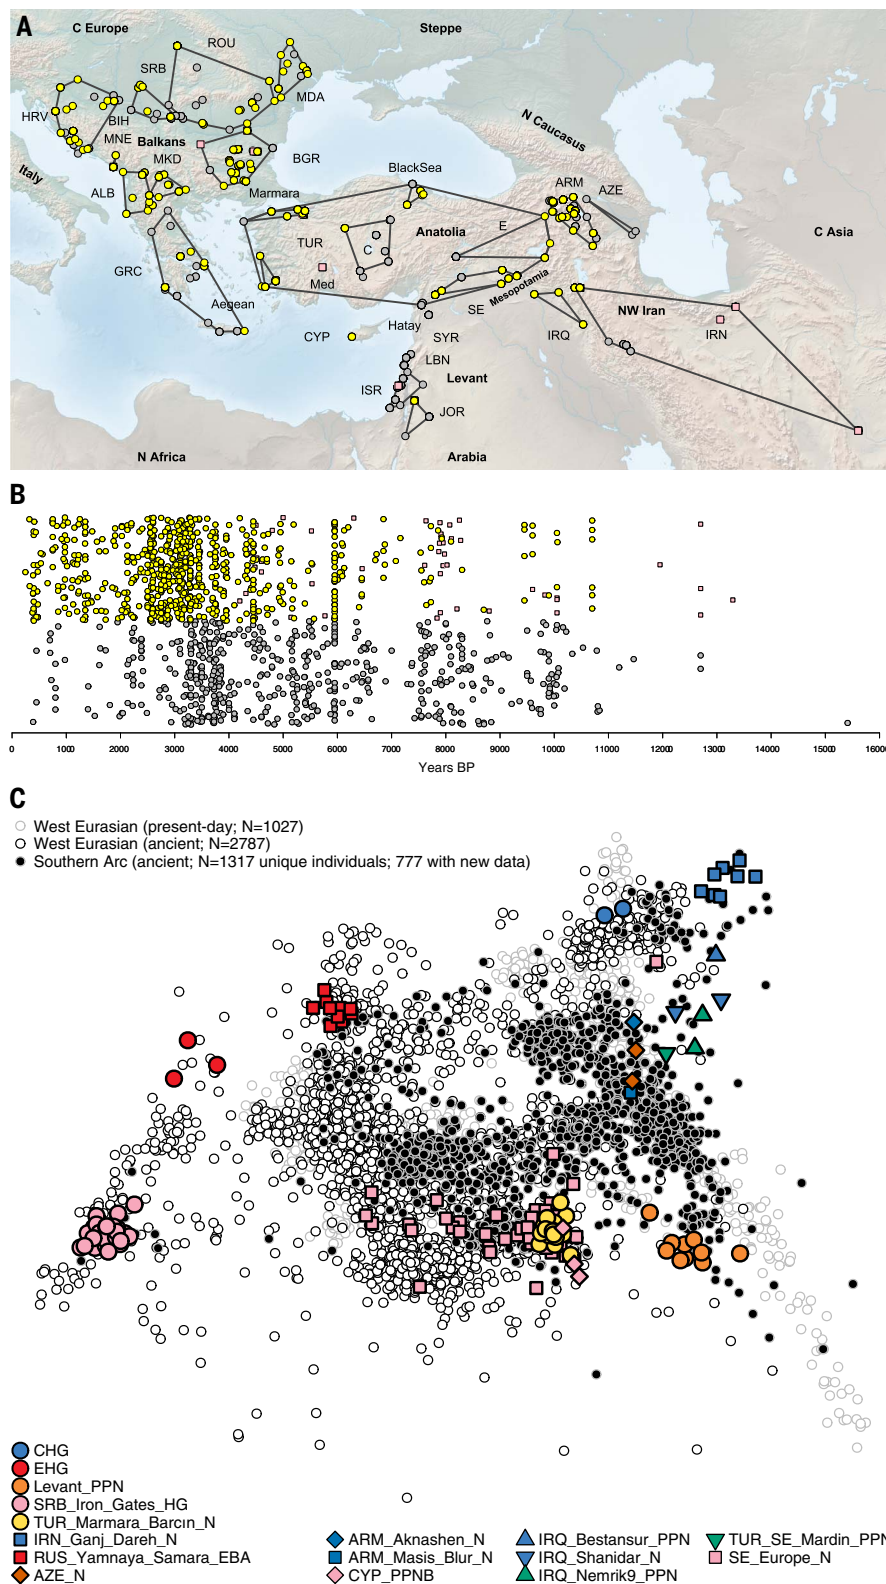 A
C Europe
ROU
Steppe
SRB
MDA
HRV
BIH
MNE
Balkans
N Caucasus
MKD
BGR
Italy
ALB
Marmara
BlackSea
ARM
AZE
E
TUR
Anatolia
C
C Asia
GRC
Med
Mesopotamia
Aegean
SE
NW Iran
Hatay
CYP
SYR
IRQ
IRN
LBN
ISR
Levant
JOR
N Africa
Arabia
B
0 1000 2000 3000 4000 5000 6000 7000 8000 9000 10000 11000 12000 13000 14000 15000 16000
Years BP
C
West Eurasian (present-day; N=1027)
West Eurasian (ancient; N=2787)
Southern Arc (ancient; N=1317 unique individuals; 777 with new data)
CHG
EHG
Levant_PPN
SRB_Iron_Gates_HG
TUR_Marmara_Barcın_N
IRN_Ganj_Dareh_N
RUS_Yamnaya_Samara_EBA
AZE_N
ARM_Aknashen_N
ARM_Masis_Blur_N
CYP_PPNB
IRQ_Bestansur_PPN
IRQ_Shanidar_N
IRQ_Nemrik9_PPN
TUR_SE_Mardin_PPN
SE_Europe_N